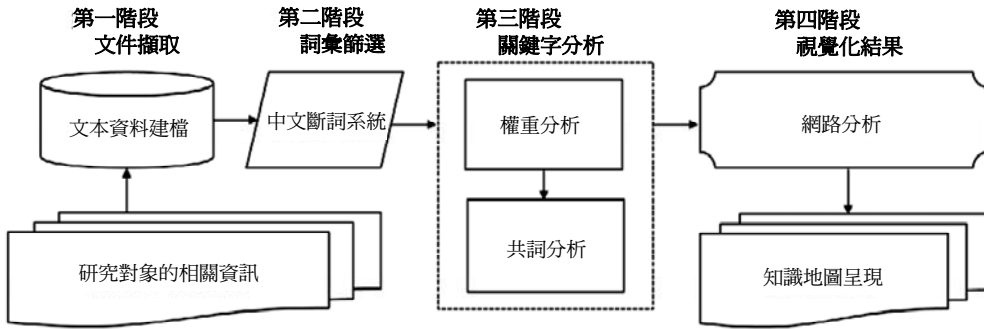 第一階段
文件擷取
第二階段
詞彙篩選
第三階段
關鍵字分析
第四階段
視覺化結果
文本資料建檔
中文斷詞系統
權重分析
網路分析
共詞分析
研究對象的相關資訊
知識地圖呈現